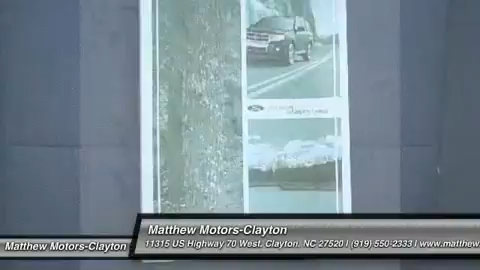 Ford
Matthew Motors-Clayton
11315 US Highway 70 West, Clayton, NC 27520 | (919) 550-2333 | www.matthew
Matthew Motors-Clayton